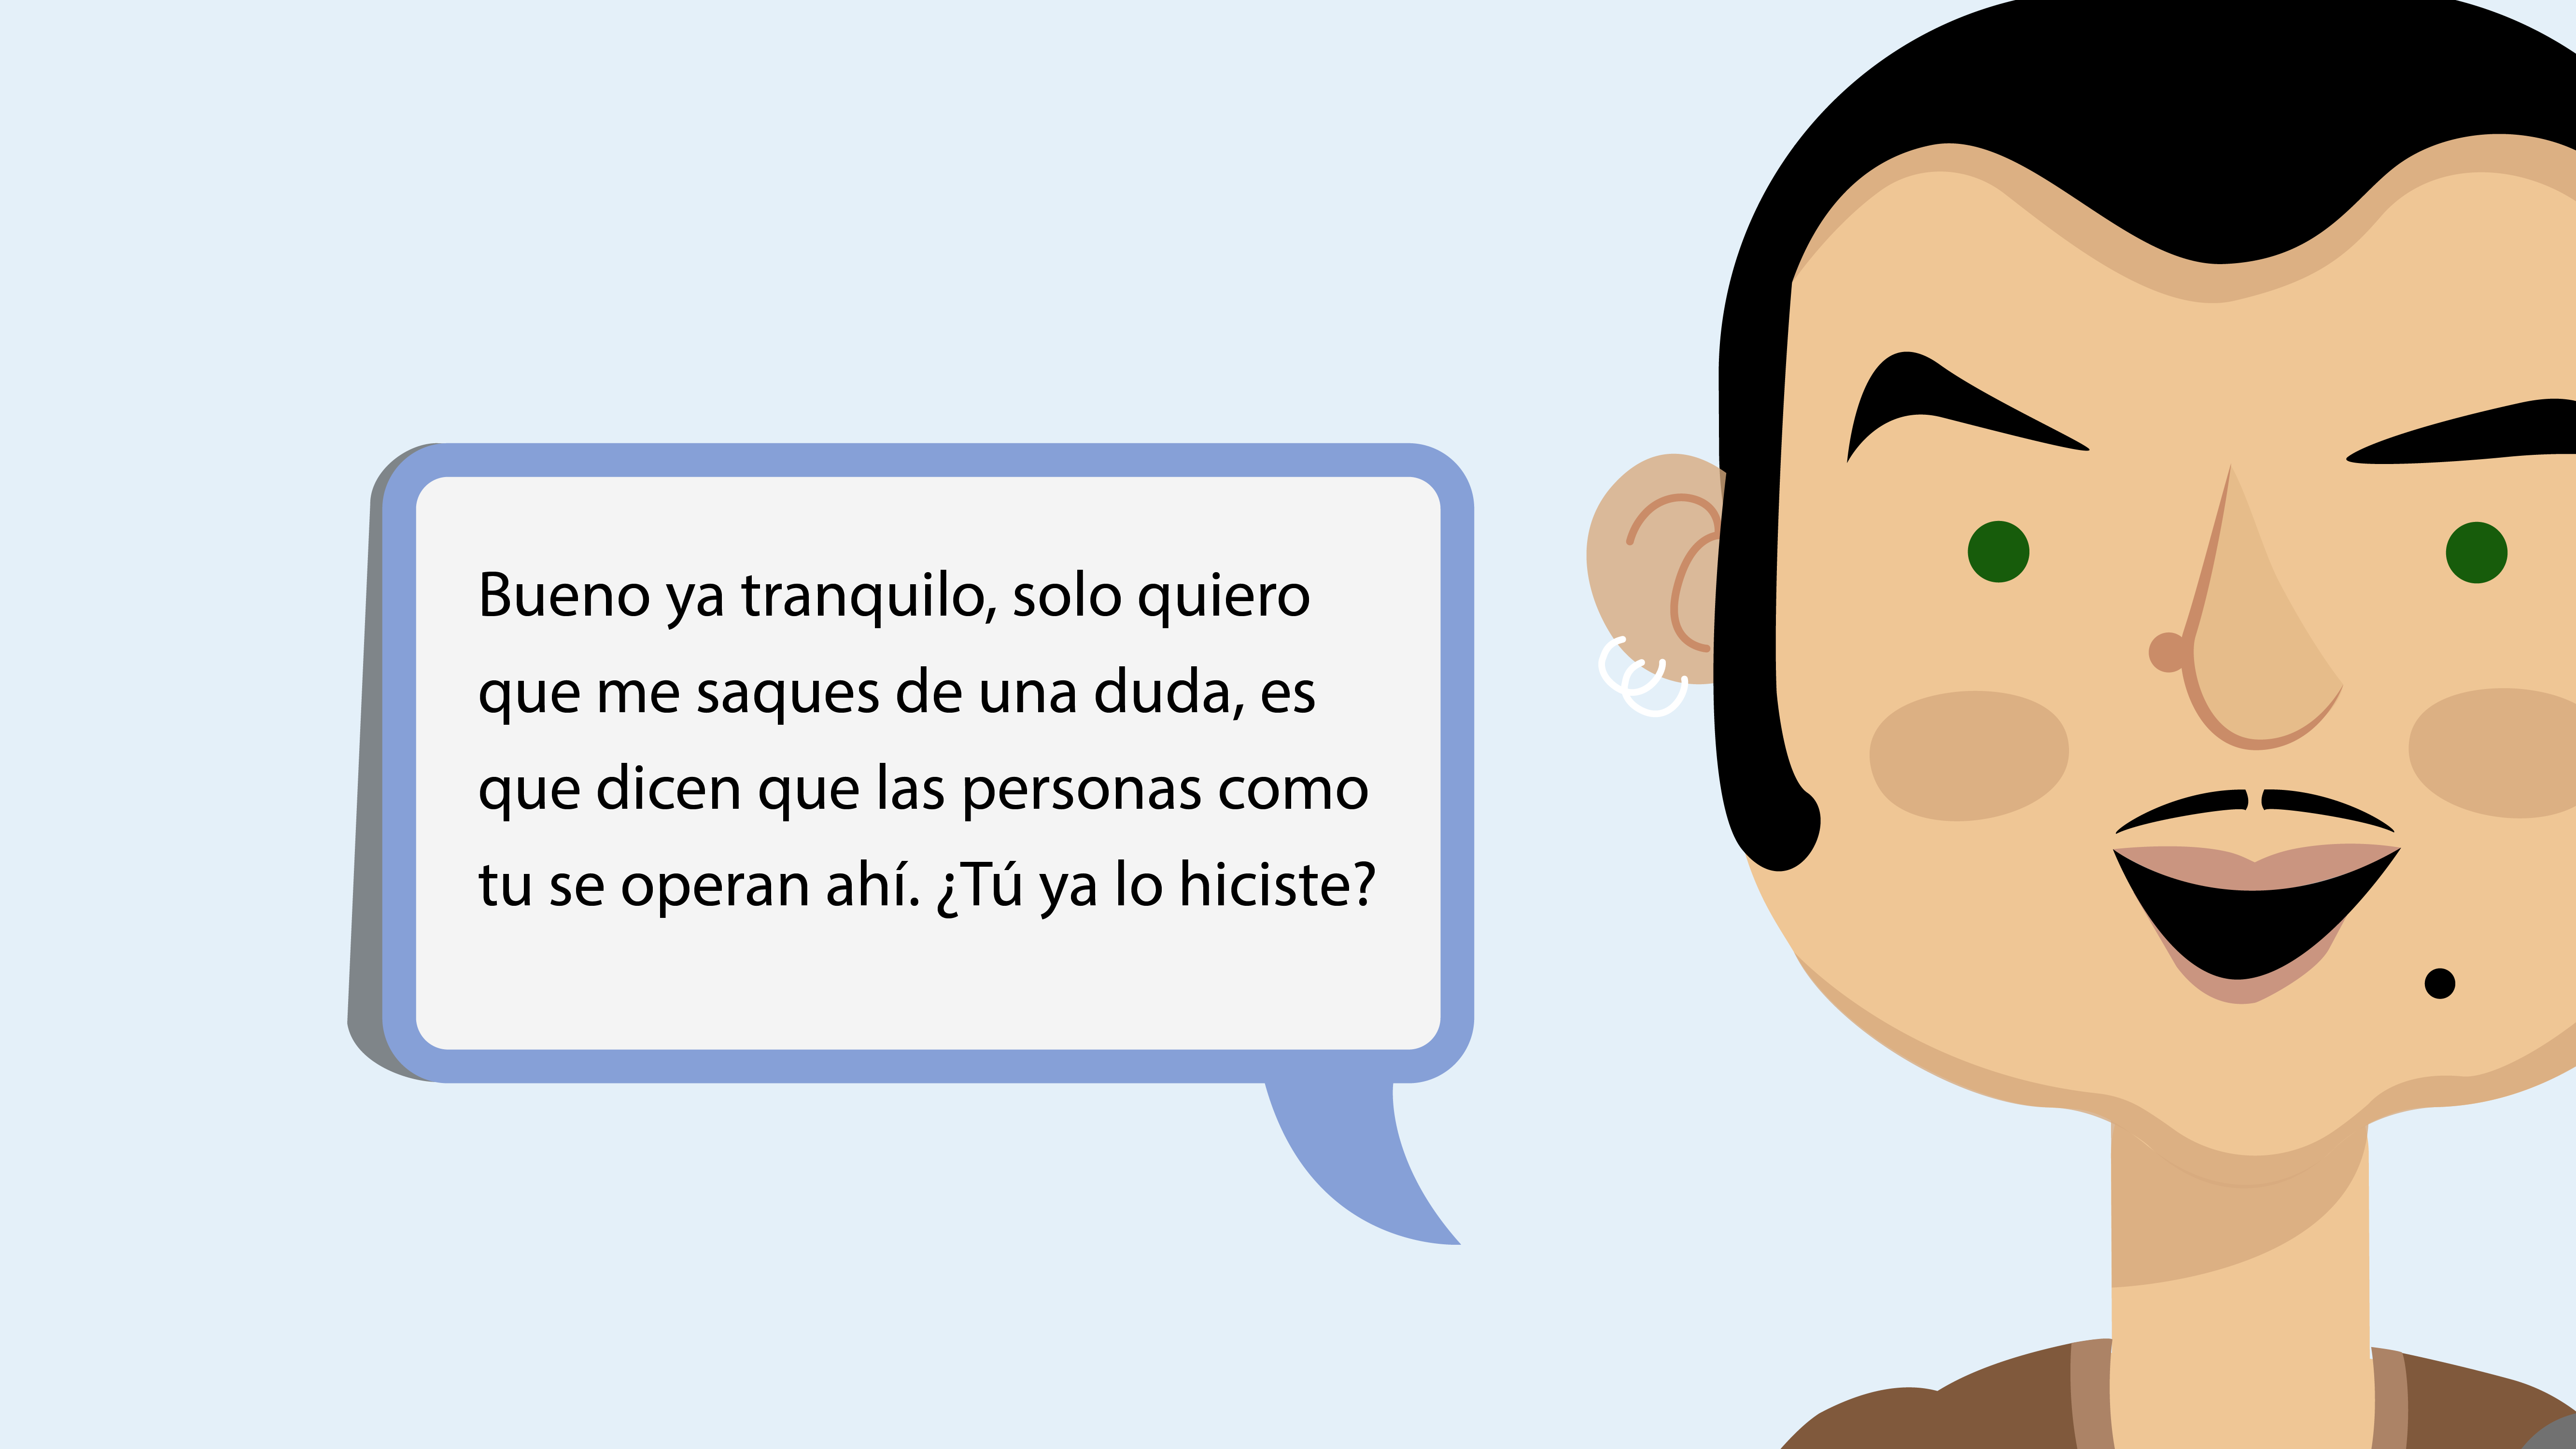 Bueno ya tranquilo, solo quiero
que me saques de una duda, es
que dicen que las personas como
tu se operan ahí. ¿Tú ya lo hiciste?